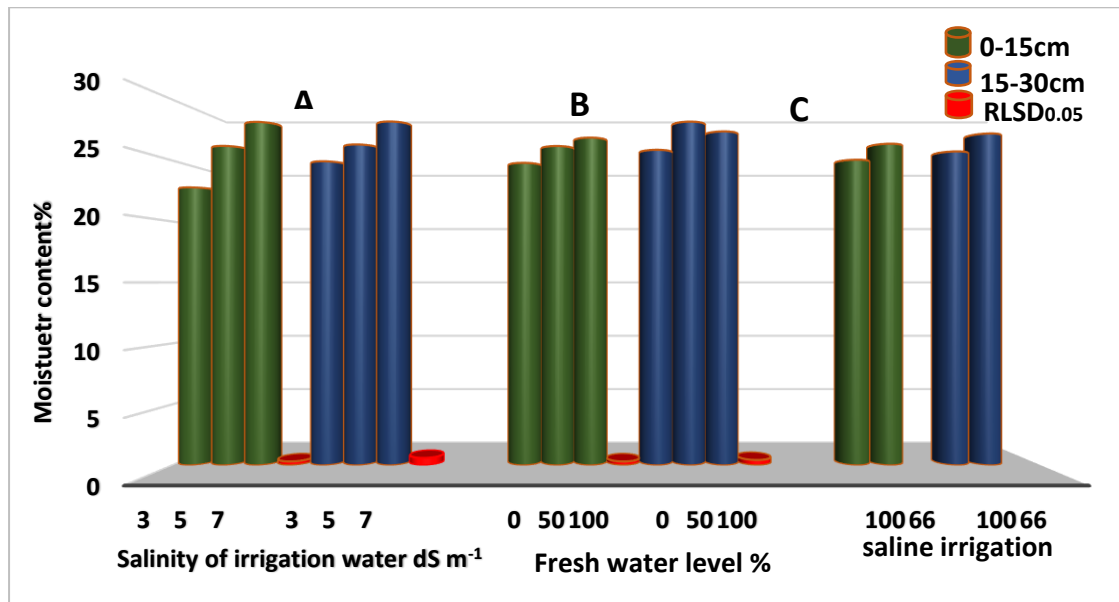 0-15cm
15-30cm
RLSD0.05
A
B
C
Moistuetr content%
30
25
20
15
10
5
0
3 5 7 3 5 7
0 50 100 0 50 100
100 66 100 66
Salinity of irrigation water dS m-1
Fresh water level %
saline irrigation